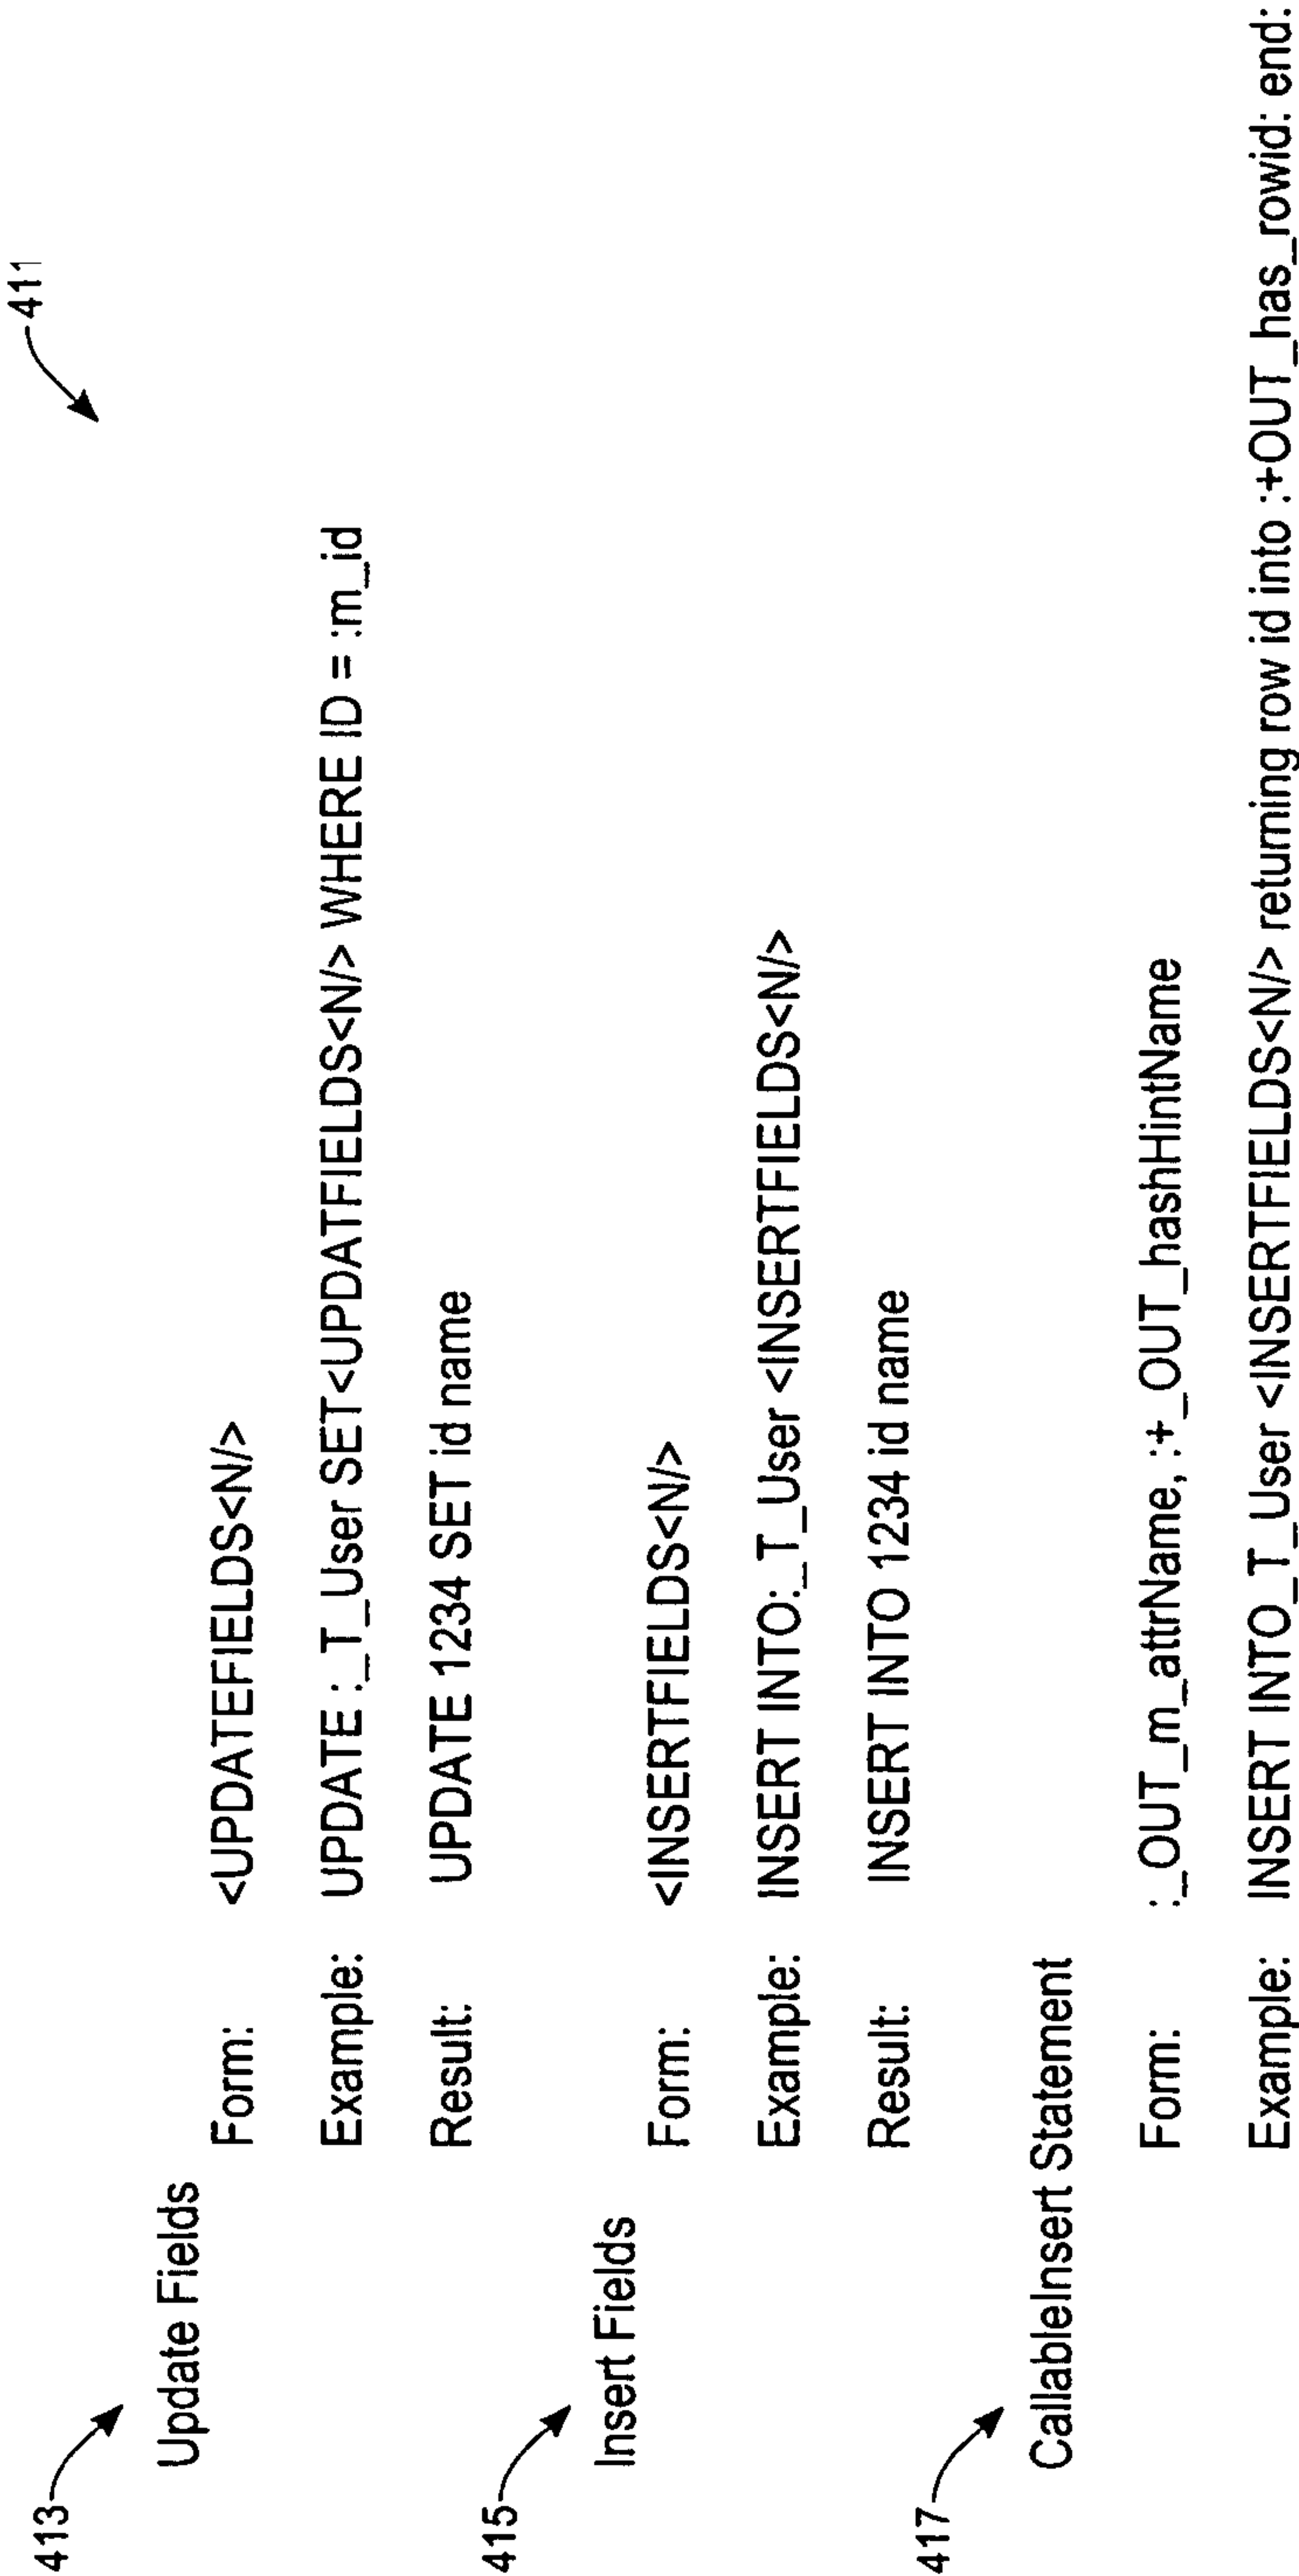 411
413
Update Fields
Form: <UPDATEFIELDS<N/>
Example: UPDATE :_T_User SET<UPDATFIELDS<N/> WHERE ID = :m_id
Result: UPDATE 1234 SET id name
415
Insert Fields
Form: <INSERTFIELDS<N/>
Example: INSERT INTO:_T_User <INSERTFIELDS<N/>
Result: INSERT INTO 1234 id name
417
CallableInsert Statement
Form: :_OUT_m_attrName, :+_OUT_hashHintName
Example: INSERT INTO_T_User <INSERTFIELDS<N/> returning row id into :+OUT_has_rowid: end: